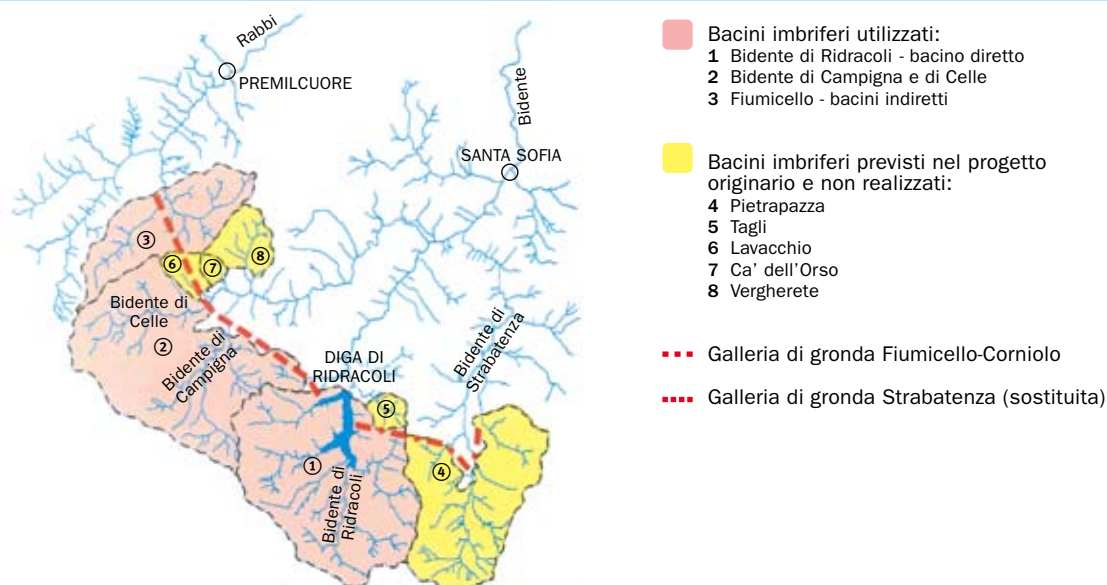 Rabbi
PREMILCUORE
Bidente
SANTA SOFIA
3
6
7
8
Bidente di
Celle
2
Bidente di
Campigna
DIGA DI
RIDRACOLI
Bidente di
Strabatenza
5
1
4
Bidente di
Ridracoli
Bacini imbriferi utilizzati:
1 Bidente di Ridracoli - bacino diretto
2 Bidente di Campigna e di Celle
3 Fiumicello - bacini indiretti
Bacini imbriferi previsti nel progetto
originario e non realizzati:
4 Pietrapazza
5 Tagli
6 Lavacchio
7 Ca' dell'Orso
8 Vergherete
Galleria di gronda Fiumicello-Corniolo
Galleria di gronda Strabatenza (sostituita)